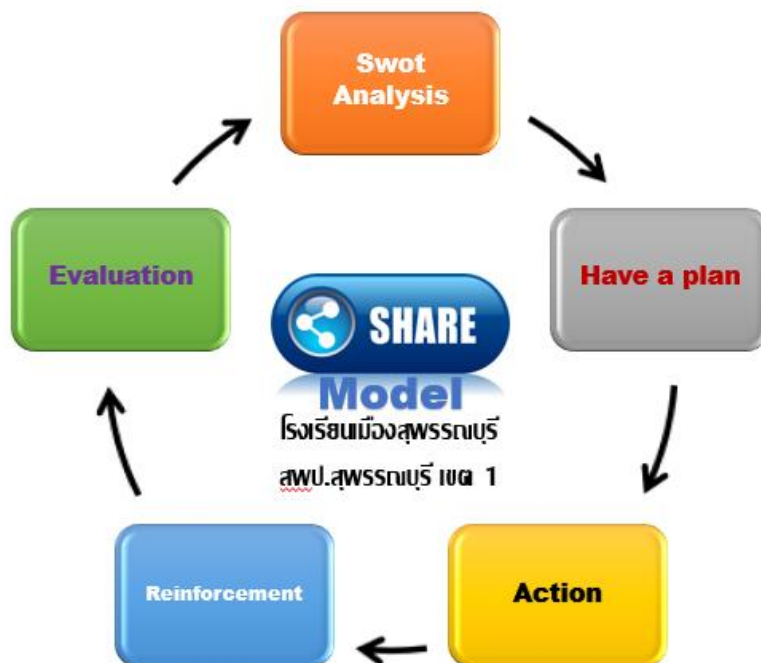 Swot
Analysis
Have a plan
Action
Reinforcement
Evaluation
SHARE
Model
โรงเรียนเมืองสุพรรณบุรี
สพป.สุพรรณบุรี เขต 1